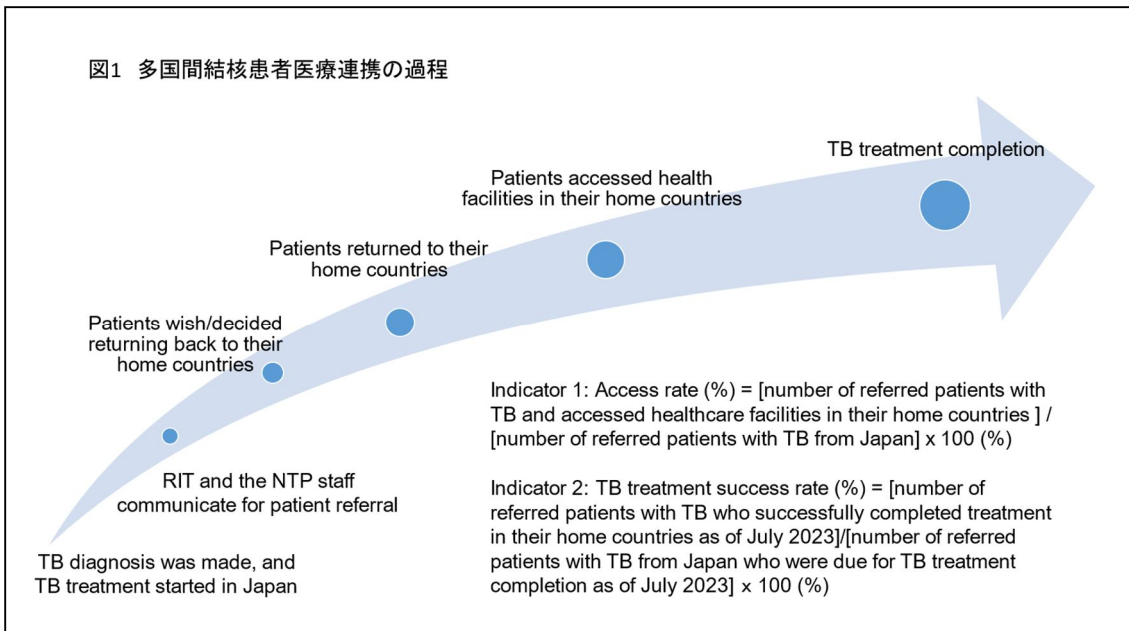 図1 多国間結核患者医療連携の過程
TB treatment completion
Patients accessed health
facilities in their home countries
Patients returned to their
home countries
Patients wish/decided
returning back to their
home countries
RIT and the NTP staff
communicate for patient referral
TB diagnosis was made, and
TB treatment started in Japan
Indicator 1: Access rate (%) = [number of referred patients with
TB and accessed healthcare facilities in their home countries ] /
[number of referred patients with TB from Japan] x 100 (%)
Indicator 2: TB treatment success rate (%) = [number of
referred patients with TB who successfully completed treatment
in their home countries as of July 2023]/[number of referred
patients with TB from Japan who were due for TB treatment
completion as of July 2023] x 100 (%)